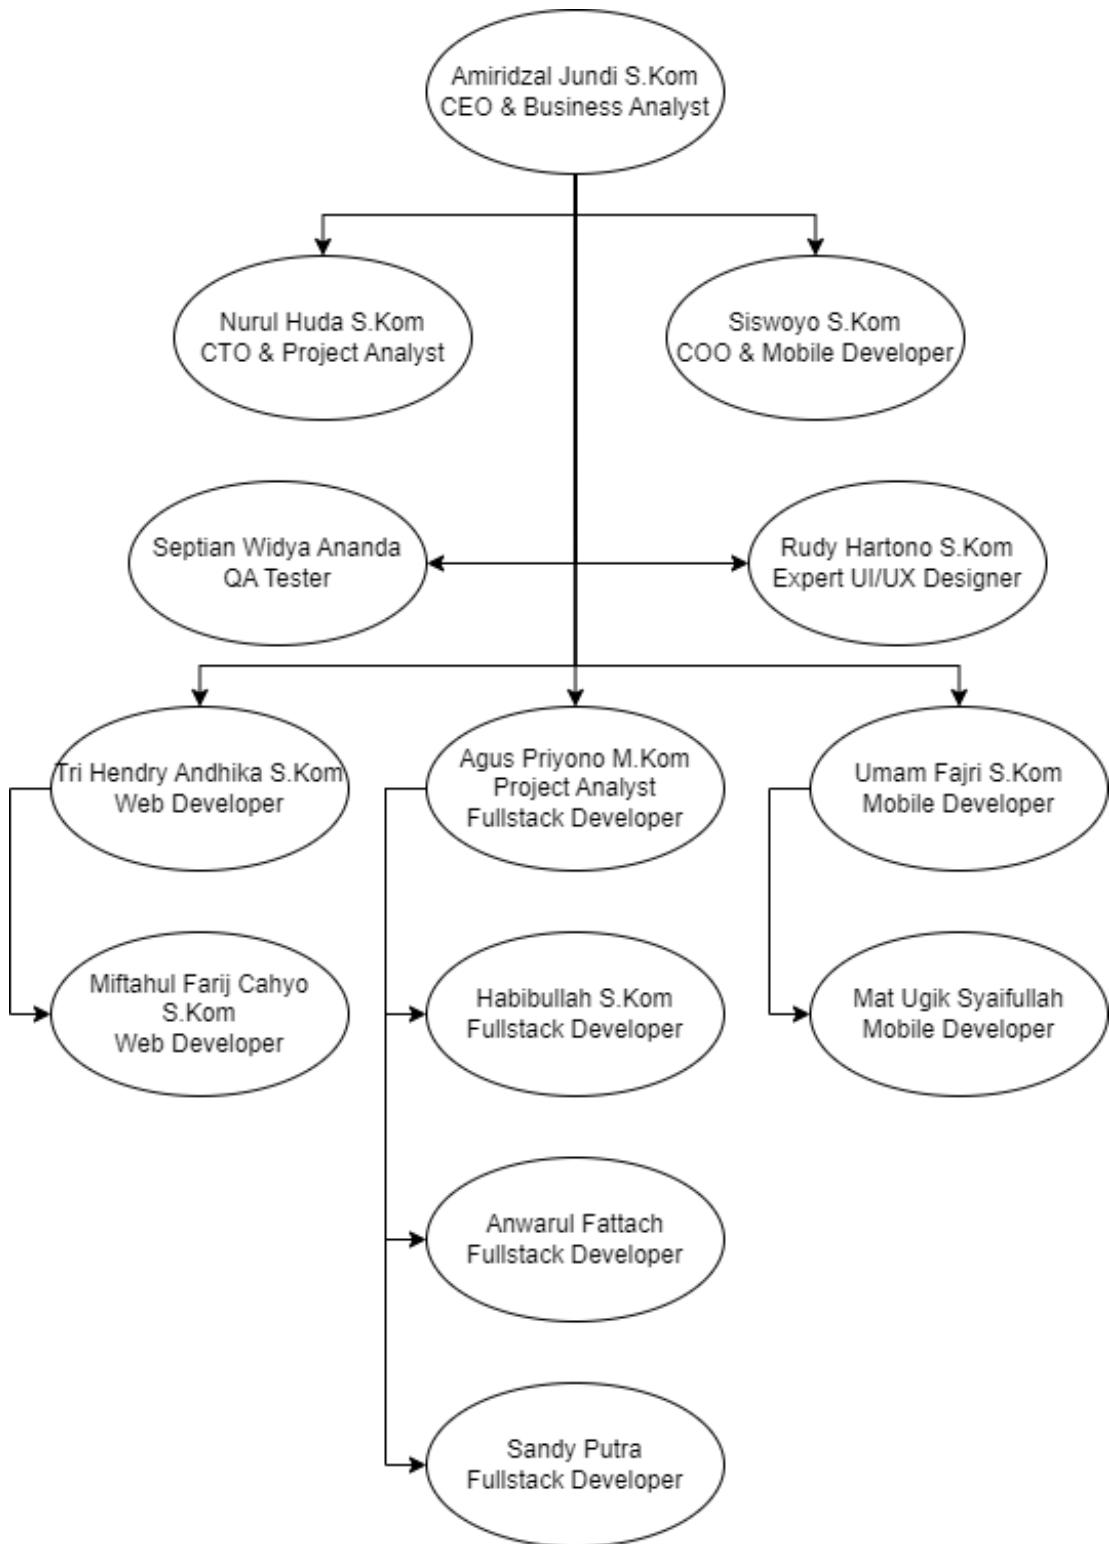 Amiridzal Jundi S.Kom
CEO & Business Analyst
Nurul Huda S.Kom
CTO & Project Analyst
Siswoyo S.Kom
COO & Mobile Developer
Septian Widya Ananda
QA Tester
Rudy Hartono S.Kom
Expert UI/UX Designer
Tri Hendry Andhika S.Kom
Web Developer
Agus Priyono M.Kom
Project Analyst
Fullstack Developer
Umam Fajri S.Kom
Mobile Developer
Miftahul Farij Cahyo
S.Kom
Web Developer
Habibullah S.Kom
Fullstack Developer
Mat Ugik Syaifullah
Mobile Developer
Anwarul Fattach
Fullstack Developer
Sandy Putra
Fullstack Developer